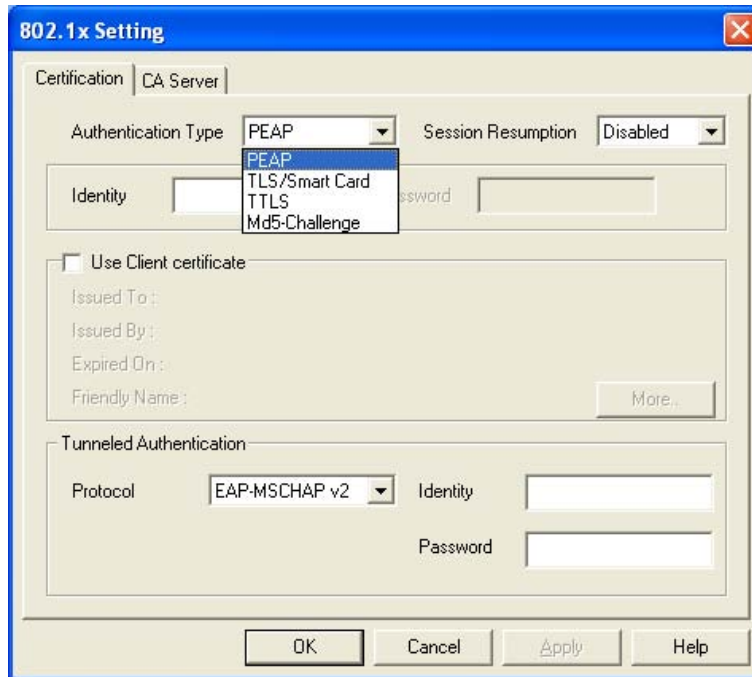 802.1x Setting
Certification CA Server
Authentication Type PEAP Session Resumption Disabled
PEAP
TLS/Smart Card
TTLS
Md5-Challenge
Identity
Use Client certificate
Issued To :
Issued By :
Expired On :
Friendly Name :
More..
Tunneled Authentication
Protocol EAP-MSCHAP v2 Identity
Password
OK Cancel Apply Help